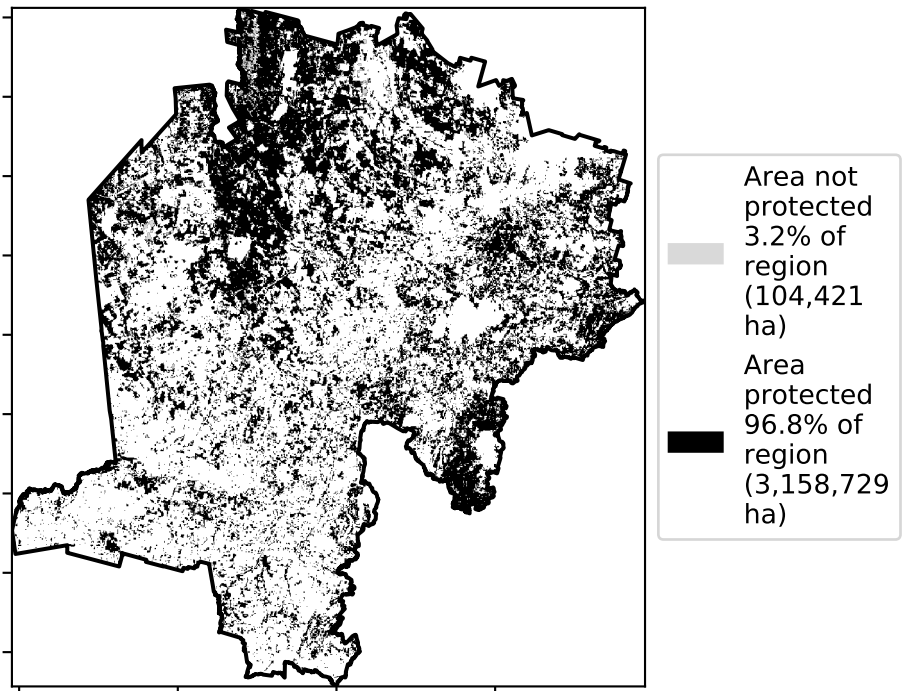 Area not
protected
3.2% of
region
(104,421
ha)
Area
protected
96.8% of
region
(3,158,729
ha)